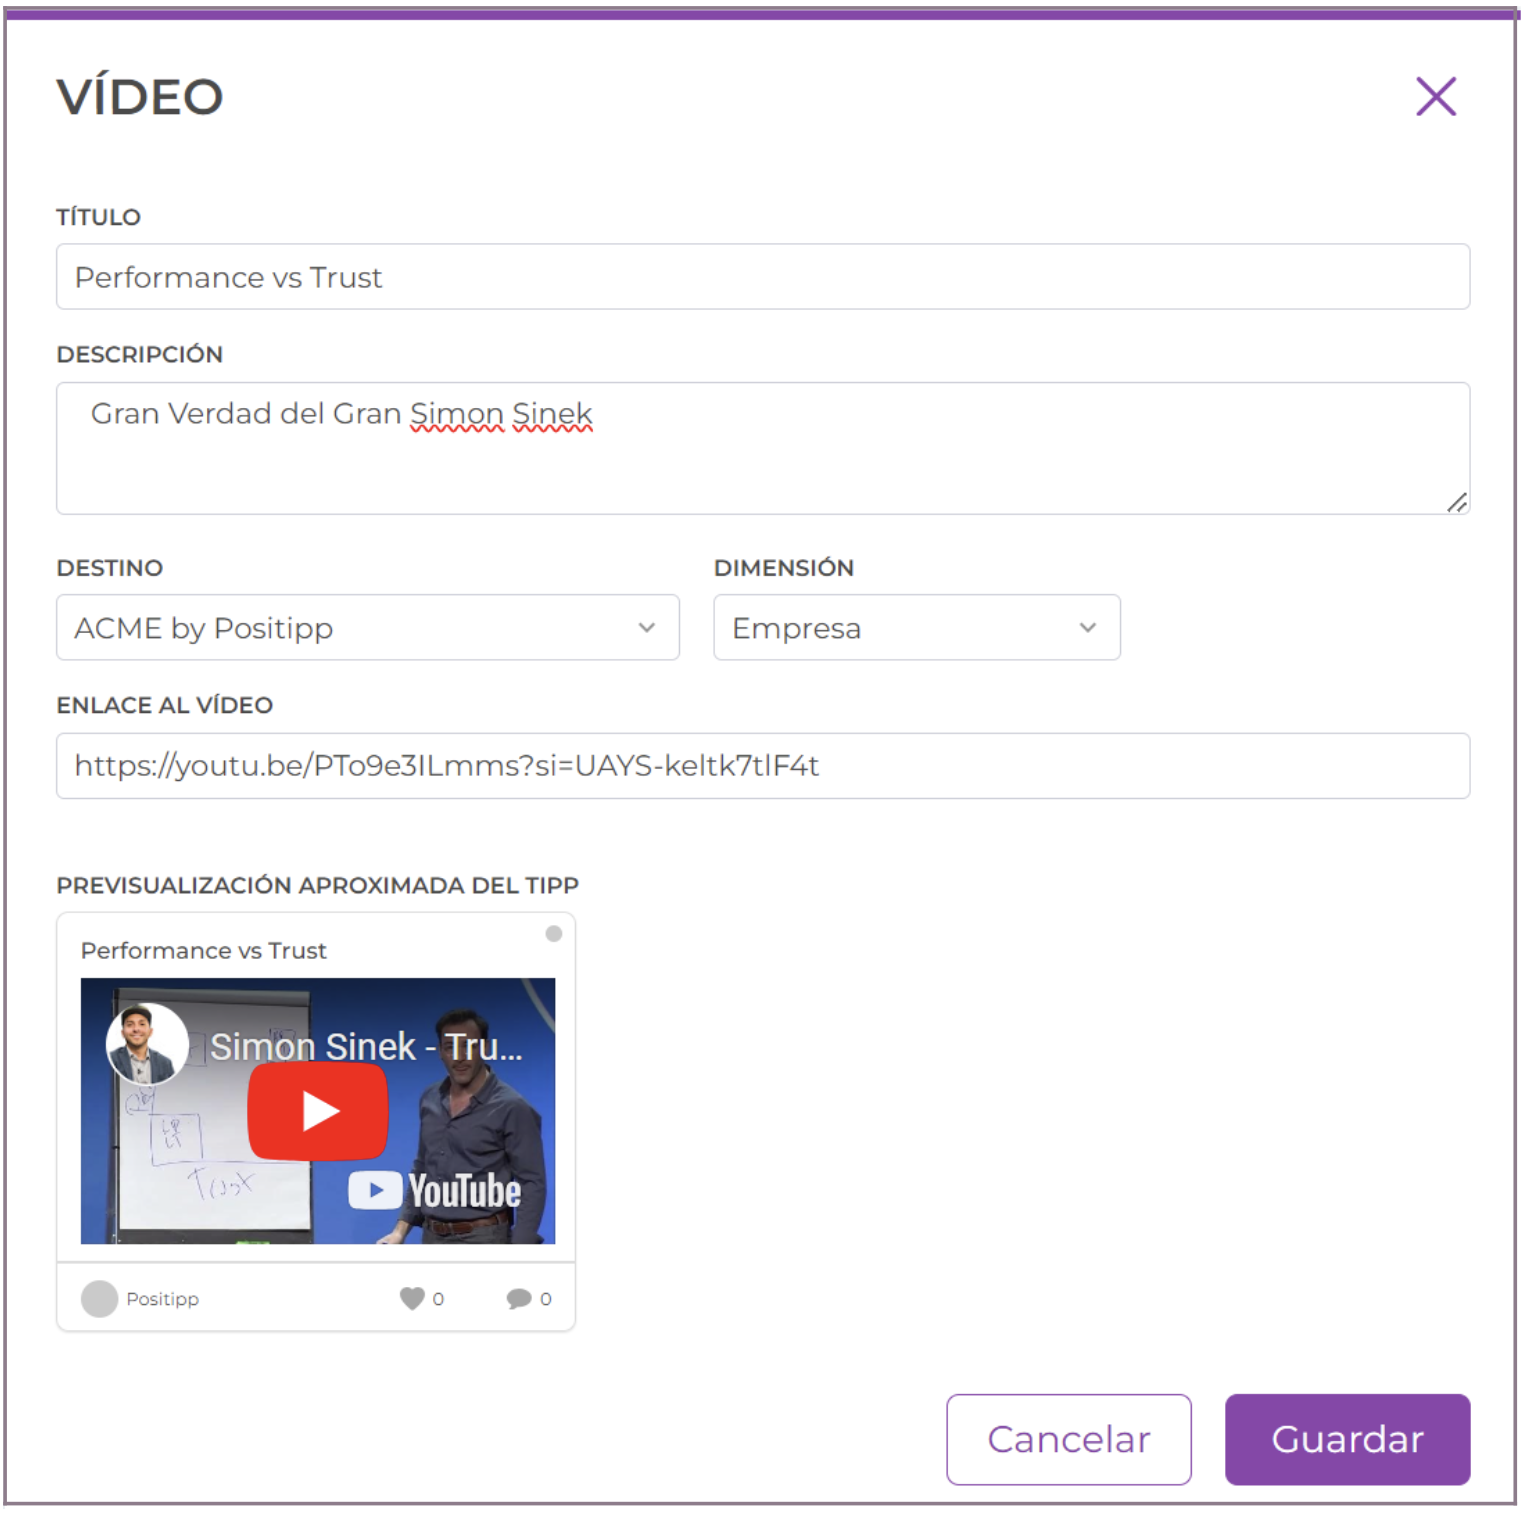 VÍDEO
TÍTULO
Performance vs Trust
DESCRIPCIÓN
Gran Verdad del Gran Simon Sinek
DESTINO
DIMENSIÓN
ACME by Positipp
Empresa
ENLACE AL VÍDEO
https://youtu.be/PTo9e3ILmms?si=UAYS-keltk7tlF4t
PREVISUALIZACIÓN APROXIMADA DEL TIPP
Performance vs Trust
Simon Sinek - Tru...
Trust
YouTube
Positipp
0
0
Cancelar
Guardar